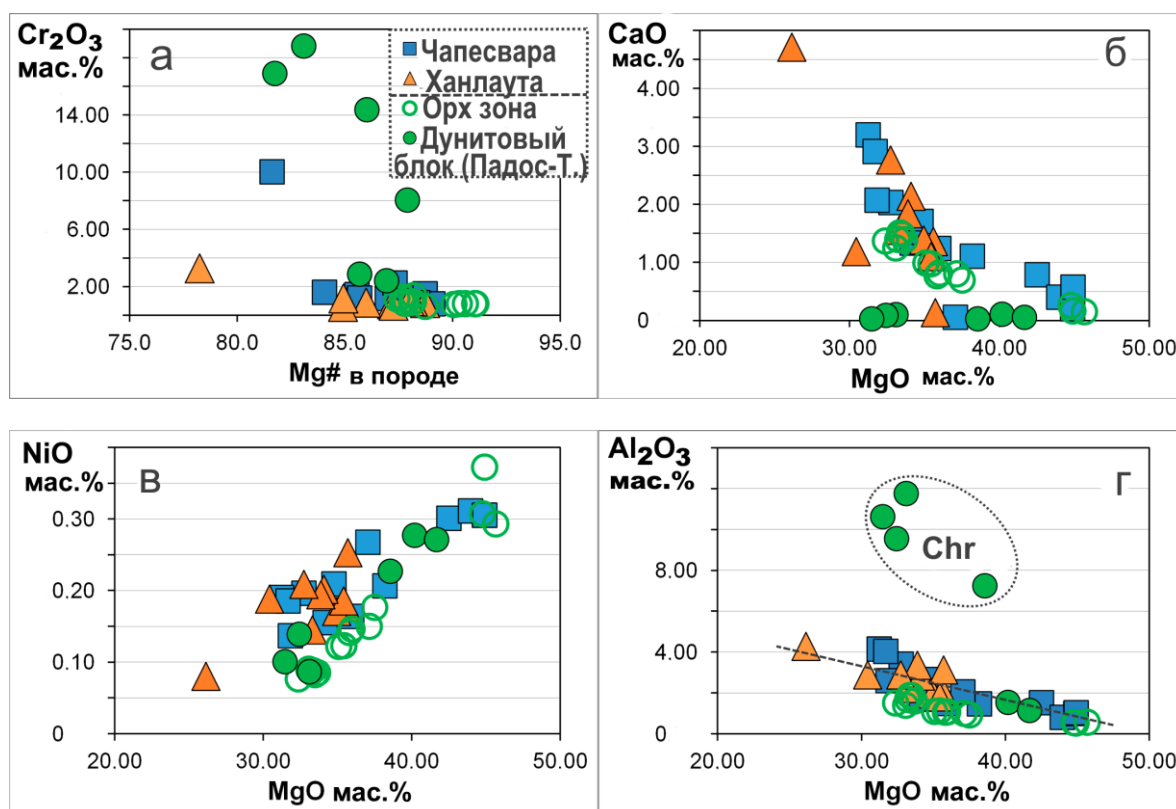 Cr2O3
мас.%
а
Чапесвара
Ханлаута
Орх зона
Дунитовый
блок (Падос-Т.)
14.00
10.00
6.00
2.00
75.0 80.0 85.0 90.0 95.0
Mg# в породе
CaO
мас.%
б
4.00
3.00
2.00
1.00
0.00
20.00 30.00 40.00 50.00
MgO мас.%
NiO
мас.%
в
0.30
0.20
0.10
0
20.00 30.00 40.00 50.00
MgO мас.%
Al2O3
мас.%
г
Chr
8.00
4.00
0.00
20.00 30.00 40.00 50.00
MgO мас.%